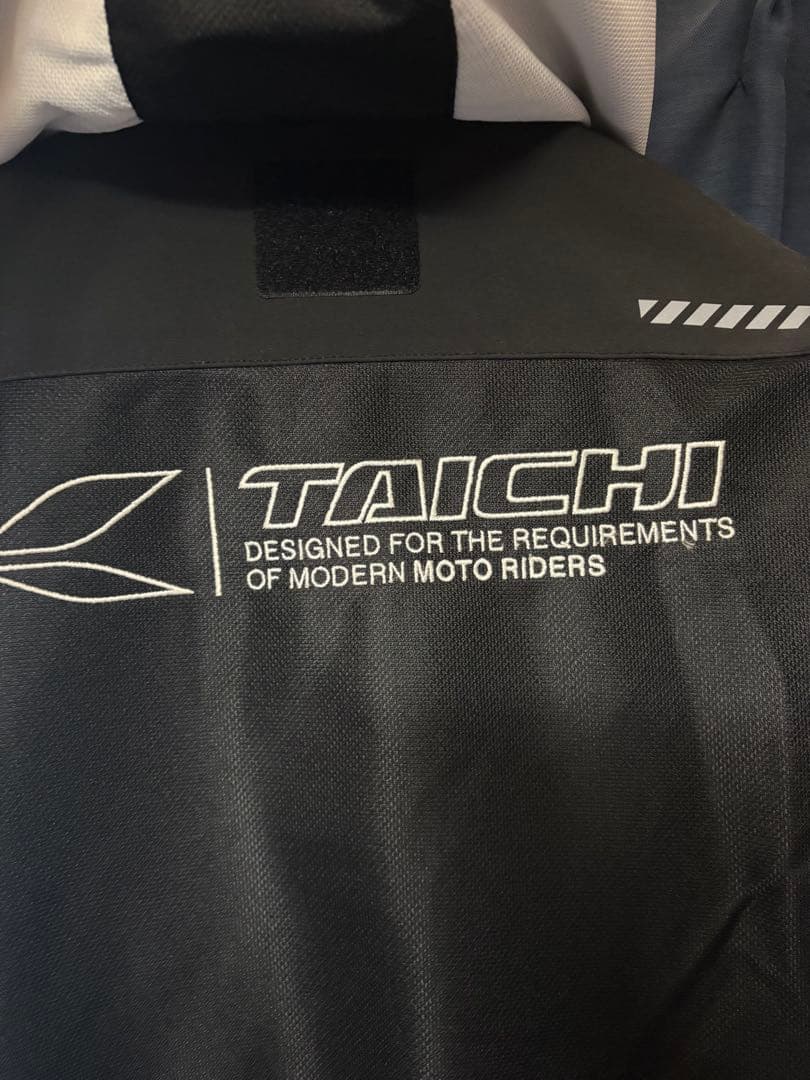 TAICHI
DESIGNED FOR THE REQUIREMENTS
OF MODERN MOTO RIDERS